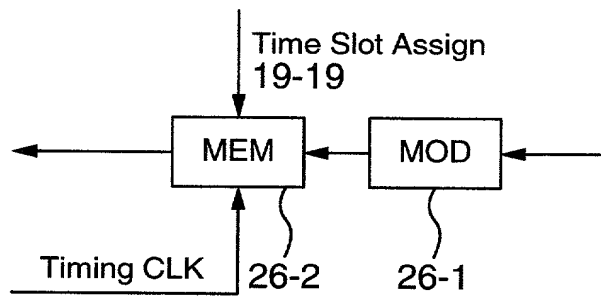 Time Slot Assign
19-19
MEM
MOD
Timing CLK
26-2
26-1